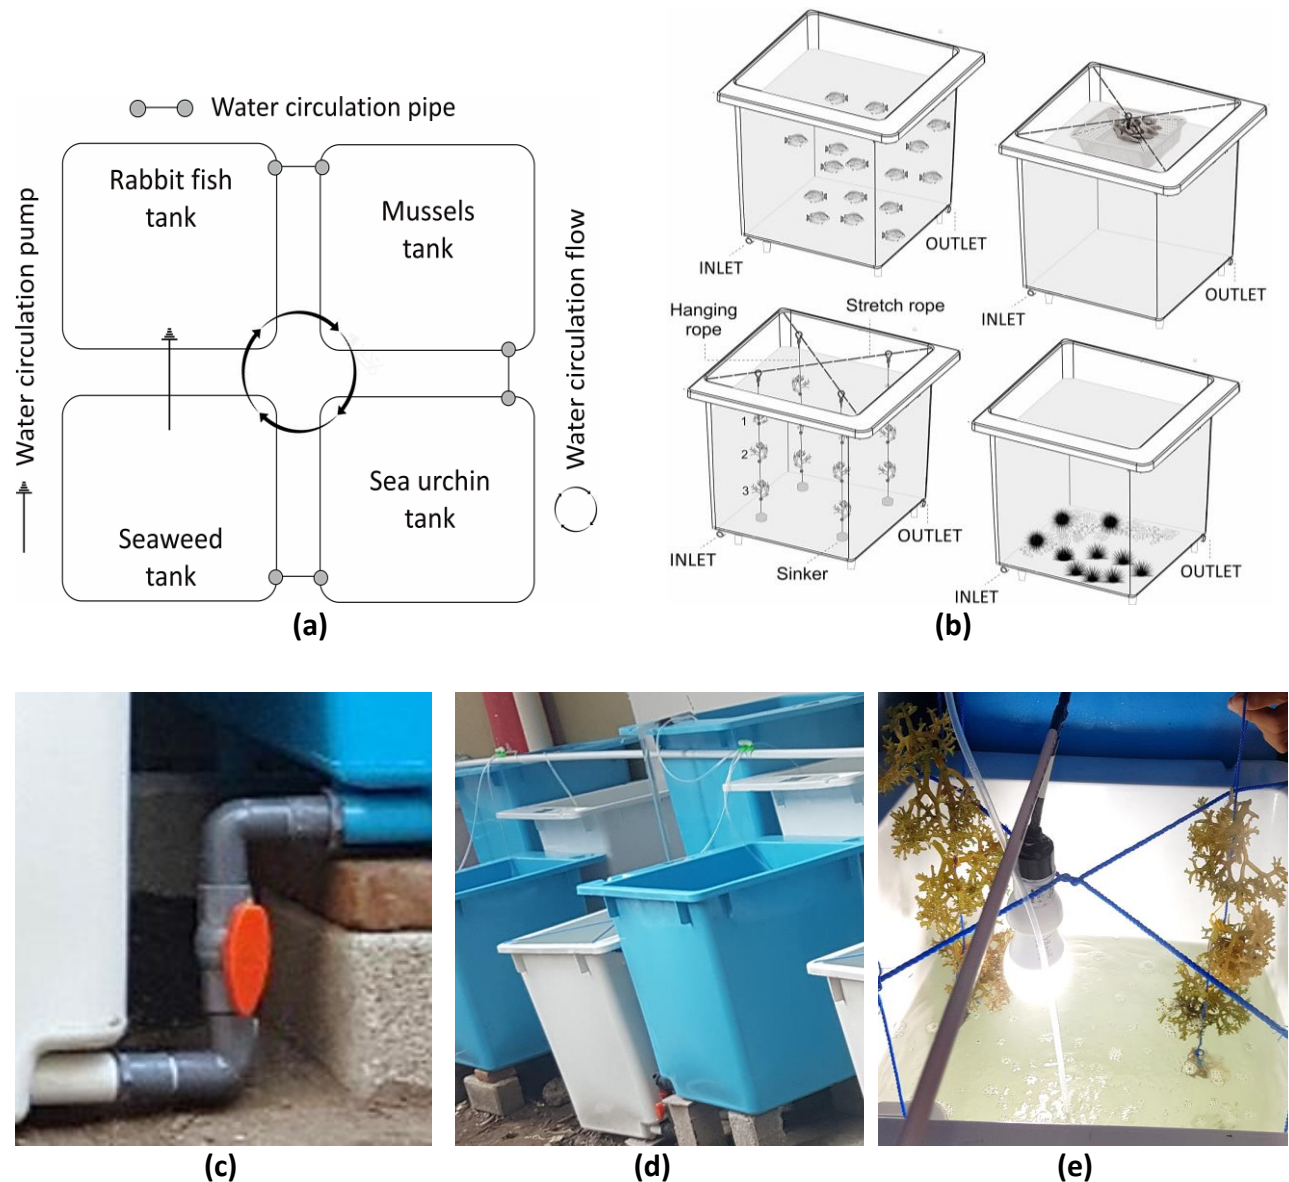 Water circulation pipe
Rabbit fish
tank
Mussels
tank
Water circulation pump
Water circulation flow
Seaweed
tank
Sea urchin
tank
(a)
INLET
OUTLET
INLET
OUTLET
Hanging
rope
Stretch rope
1
2
3
INLET
OUTLET
Sinker
INLET
OUTLET
(b)
(c)
(d)
(e)